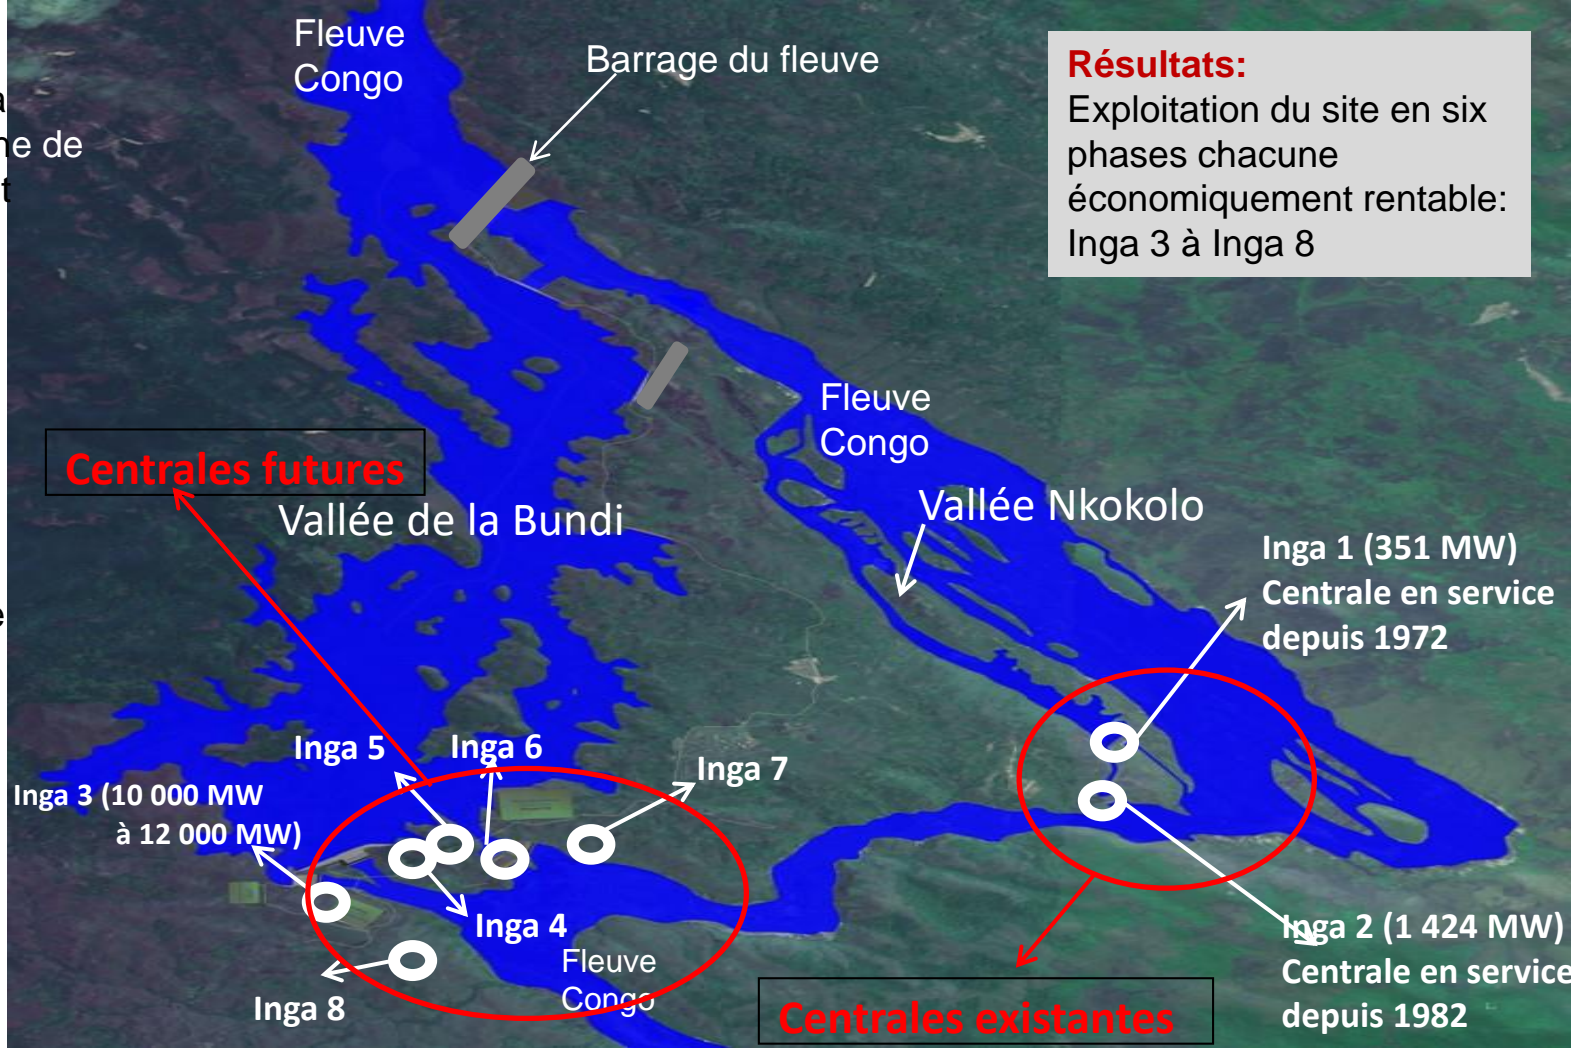 Fleuve
Congo
Barrage du fleuve
Résultats:
Exploitation du site en six
phases chacune
économiquement rentable:
Inga 3 à Inga 8
de
Fleuve
Congo
Centrales futures
Vallée de la Bundi
Vallée Nkokolo
Inga 1 (351 MW)
Centrale en service
depuis 1972
Inga 5
Inga 6
Inga 7
Inga 3 (10 000 MW
à 12 000 MW)
Inga 4
Fleuve
Congo
Inga 8
Centrales existantes
Inga 2 (1 424 MW)
Centrale en service
depuis 1982